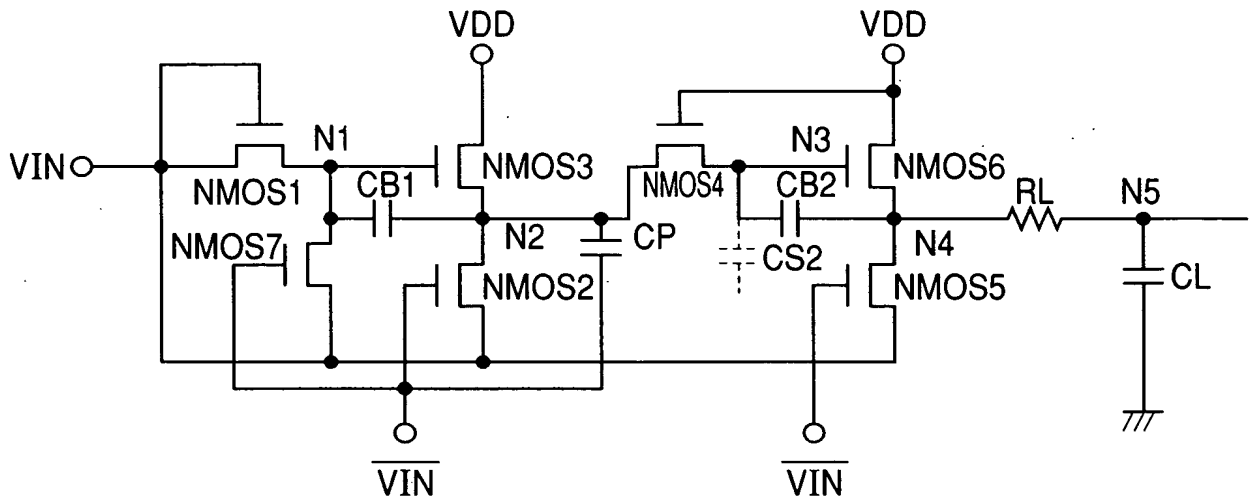 VDD
VDD
VIN
NMOS1
N1
NMOS3
CB1
NMOS7
N2
NMOS2
CP
NMOS4
N3
NMOS6
CB2
CS2
N4
NMOS5
RL
N5
CL
VIN
VIN